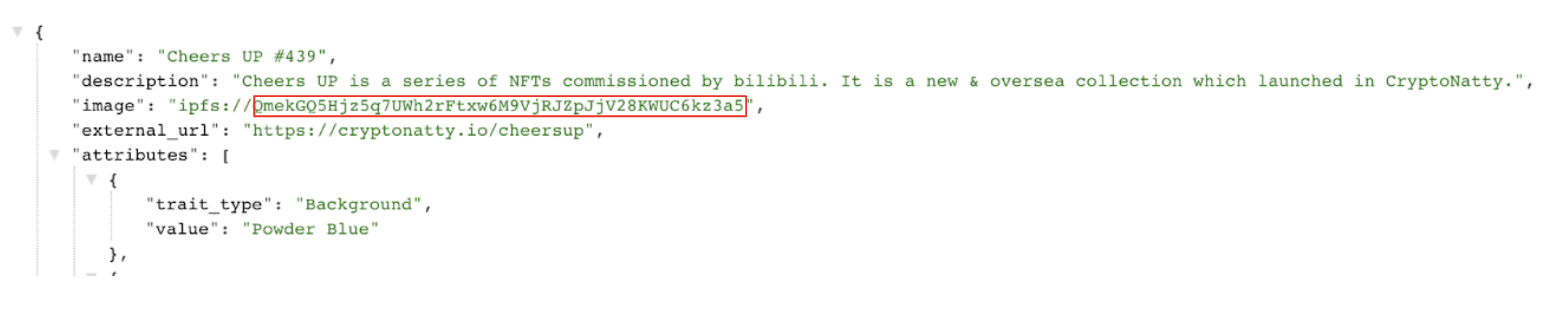 {
"name": "Cheers UP #439",
"description": "Cheers UP is a series of NFTs commissioned by bilibili. It is a new & oversea collection which launched in CryptoNatty.",
"image": "ipfs://QmekGQ5Hjz5q7UWh2rFtxw6M9VjRJZpJjV28KWUC6kz3a5",
"external_url": "https://cryptonatty.io/cheersup",
"attributes": [
{
"trait_type": "Background",
"value": "Powder Blue"
},